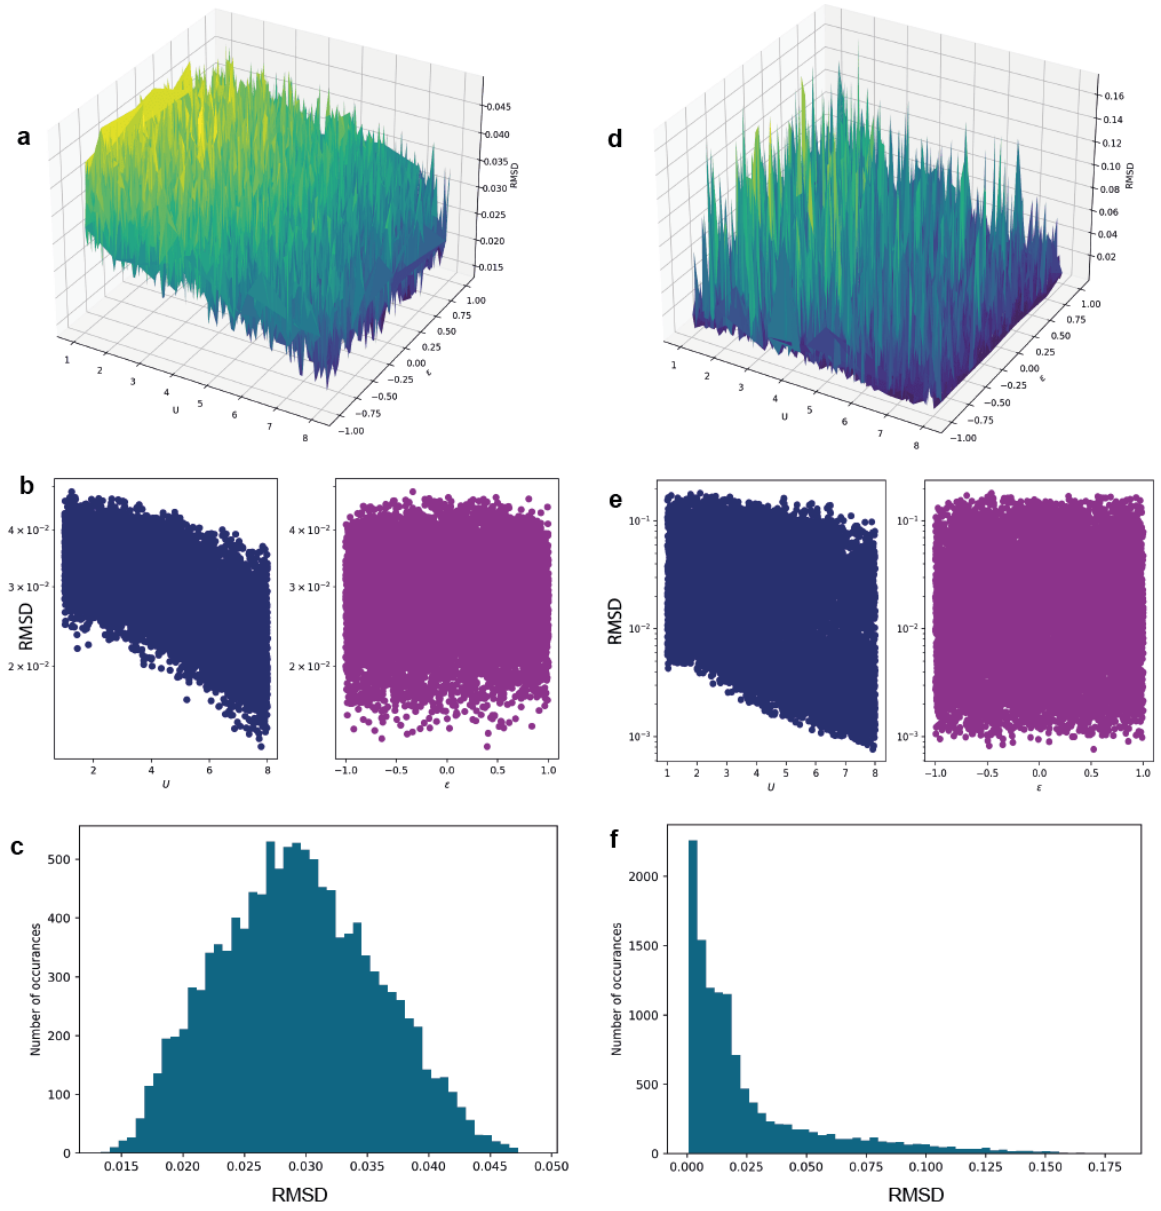 a
0.045
0.040
0.035
0.030
0.025
0.020
0.015
RMSD
1
2
3
4
5
6
7
8
U
1.00
0.75
0.50
0.25
0.00
−0.25
−0.50
−0.75
−1.00
ε
d
0.16
0.14
0.12
0.10
0.08
0.06
0.04
0.02
RMSD
1
2
3
4
5
6
7
8
U
1.00
0.75
0.50
0.25
0.00
−0.25
−0.50
−0.75
−1.00
ε
b
RMSD
4 × 10⁻²
3 × 10⁻²
2 × 10⁻²
2 4 6 8
U
4 × 10⁻²
3 × 10⁻²
2 × 10⁻²
−1.0 −0.5 0.0 0.5 1.0
ε
e
RMSD
10⁻¹
10⁻²
10⁻³
1 2 3 4 5 6 7 8
U
10⁻¹
10⁻²
10⁻³
−1.0 −0.5 0.0 0.5 1.0
ε
c
Number of occurances
500
400
300
200
100
0
0.015 0.020 0.025 0.030 0.035 0.040 0.045 0.050
RMSD
f
Number of occurances
2000
1500
1000
500
0
0.000 0.025 0.050 0.075 0.100 0.125 0.150 0.175
RMSD